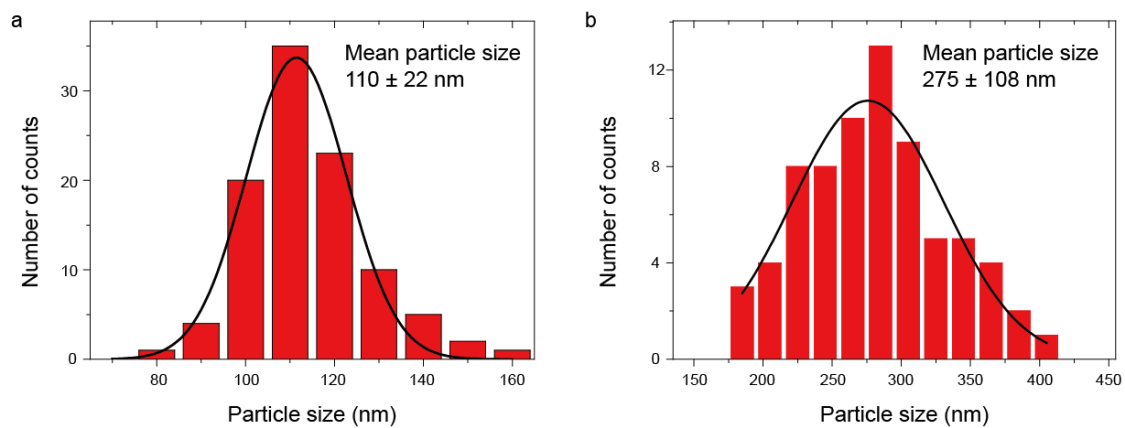 a
Mean particle size
110 ± 22 nm
Number of counts
30
20
10
0
80 100 120 140 160
Particle size (nm)
b
Mean particle size
275 ± 108 nm
Number of counts
12
8
4
0
150 200 250 300 350 400 450
Particle size (nm)